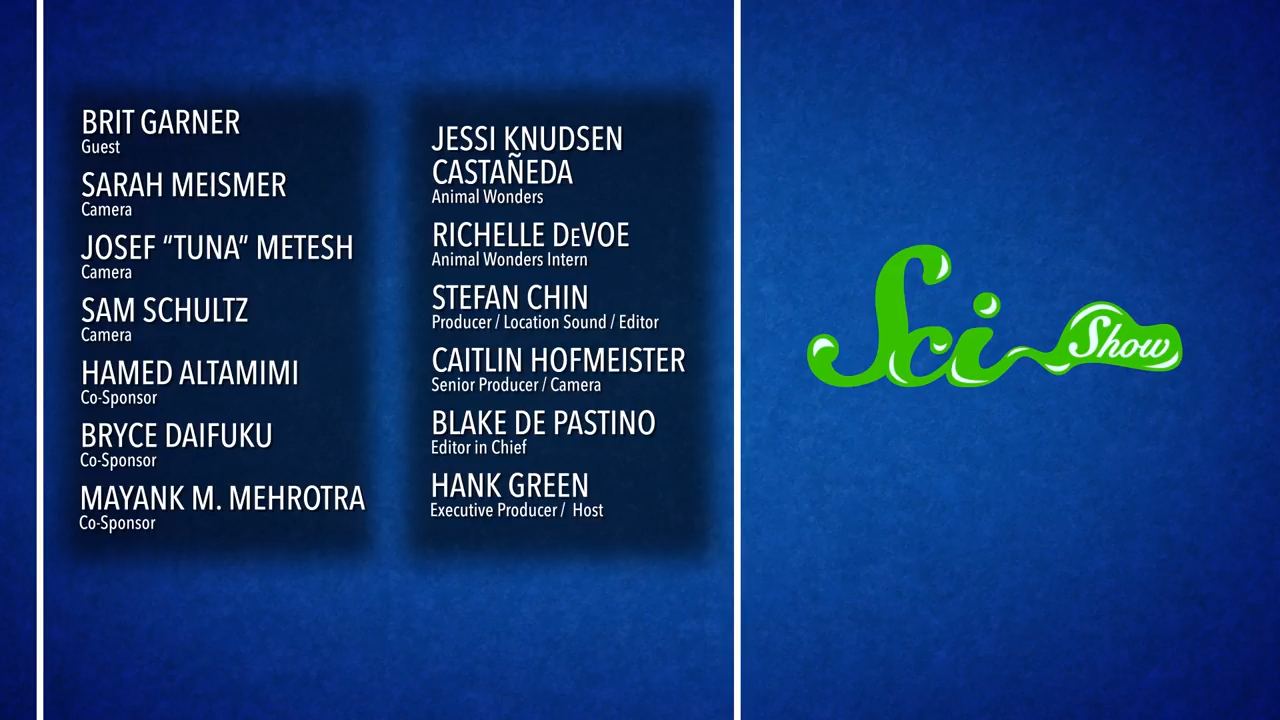 BRIT GARNER
Guest
SARAH MEISMER
Camera
JOSEF “TUNA” METESH
Camera
SAM SCHULTZ
Camera
HAMED ALTAMIMI
Co-Sponsor
BRYCE DAIFUKU
Co-Sponsor
MAYANK M. MEHROTRA
Co-Sponsor
JESSI KNUDSEN
CASTAÑEDA
Animal Wonders
RICHELLE DEVOE
Animal Wonders Intern
STEFAN CHIN
Producer / Location Sound / Editor
CAITLIN HOFMEISTER
Senior Producer / Camera
BLAKE DE PASTINO
Editor in Chief
HANK GREEN
Executive Producer / Host
Sci Show